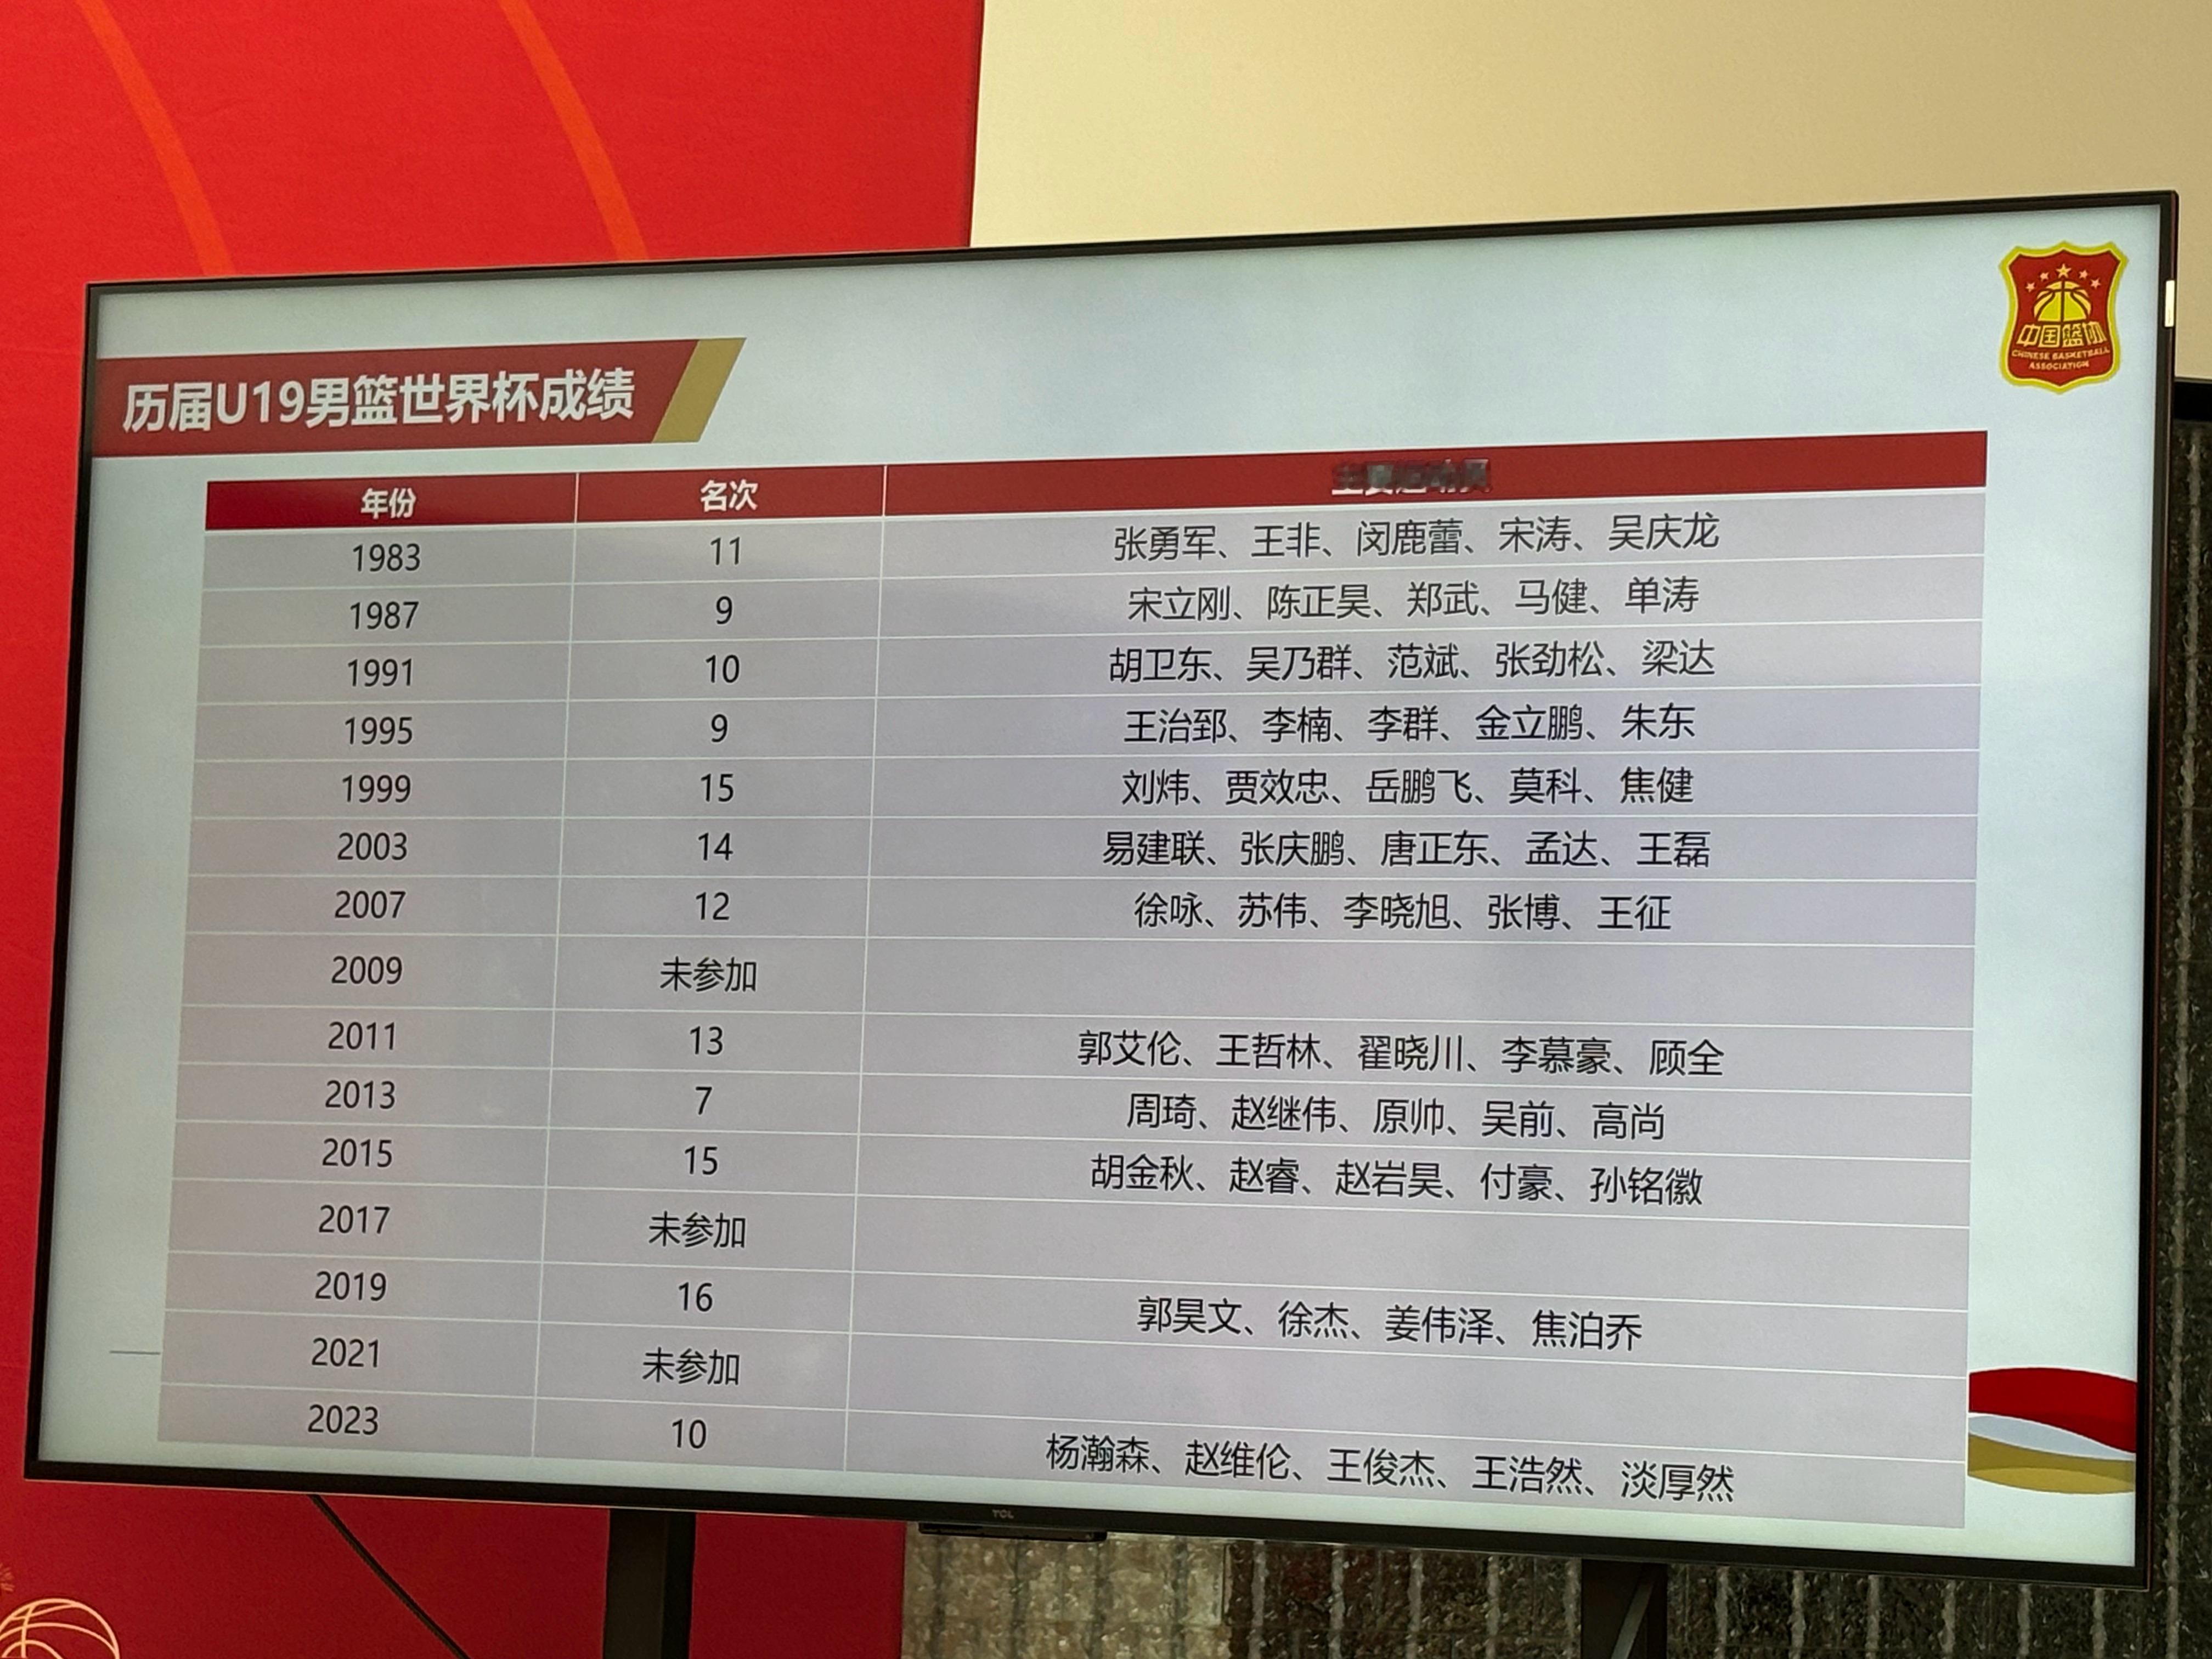 中国篮协
CHINESE BASKETBALL
ASSOCIATION
历届U19男篮世界杯成绩
年份 名次
1983 11 张勇军、王非、闵鹿蕾、宋涛、吴庆龙
1987 9 宋立刚、陈正昊、郑武、马健、单涛
1991 10 胡卫东、吴乃群、范斌、张劲松、梁达
1995 9 王治郅、李楠、李群、金立鹏、朱东
1999 15 刘炜、贾效忠、岳鹏飞、莫科、焦健
2003 14 易建联、张庆鹏、唐正东、孟达、王磊
2007 12 徐咏、苏伟、李晓旭、张博、王征
2009 未参加
2011 13 郭艾伦、王哲林、翟晓川、李慕豪、顾全
2013 7 周琦、赵继伟、原帅、吴前、高尚
2015 15 胡金秋、赵睿、赵岩昊、付豪、孙铭徽
2017 未参加
2019 16 郭昊文、徐杰、姜伟泽、焦泊乔
2021 未参加
2023 10 杨瀚森、赵维伦、王俊杰、王浩然、淡厚然
TCL